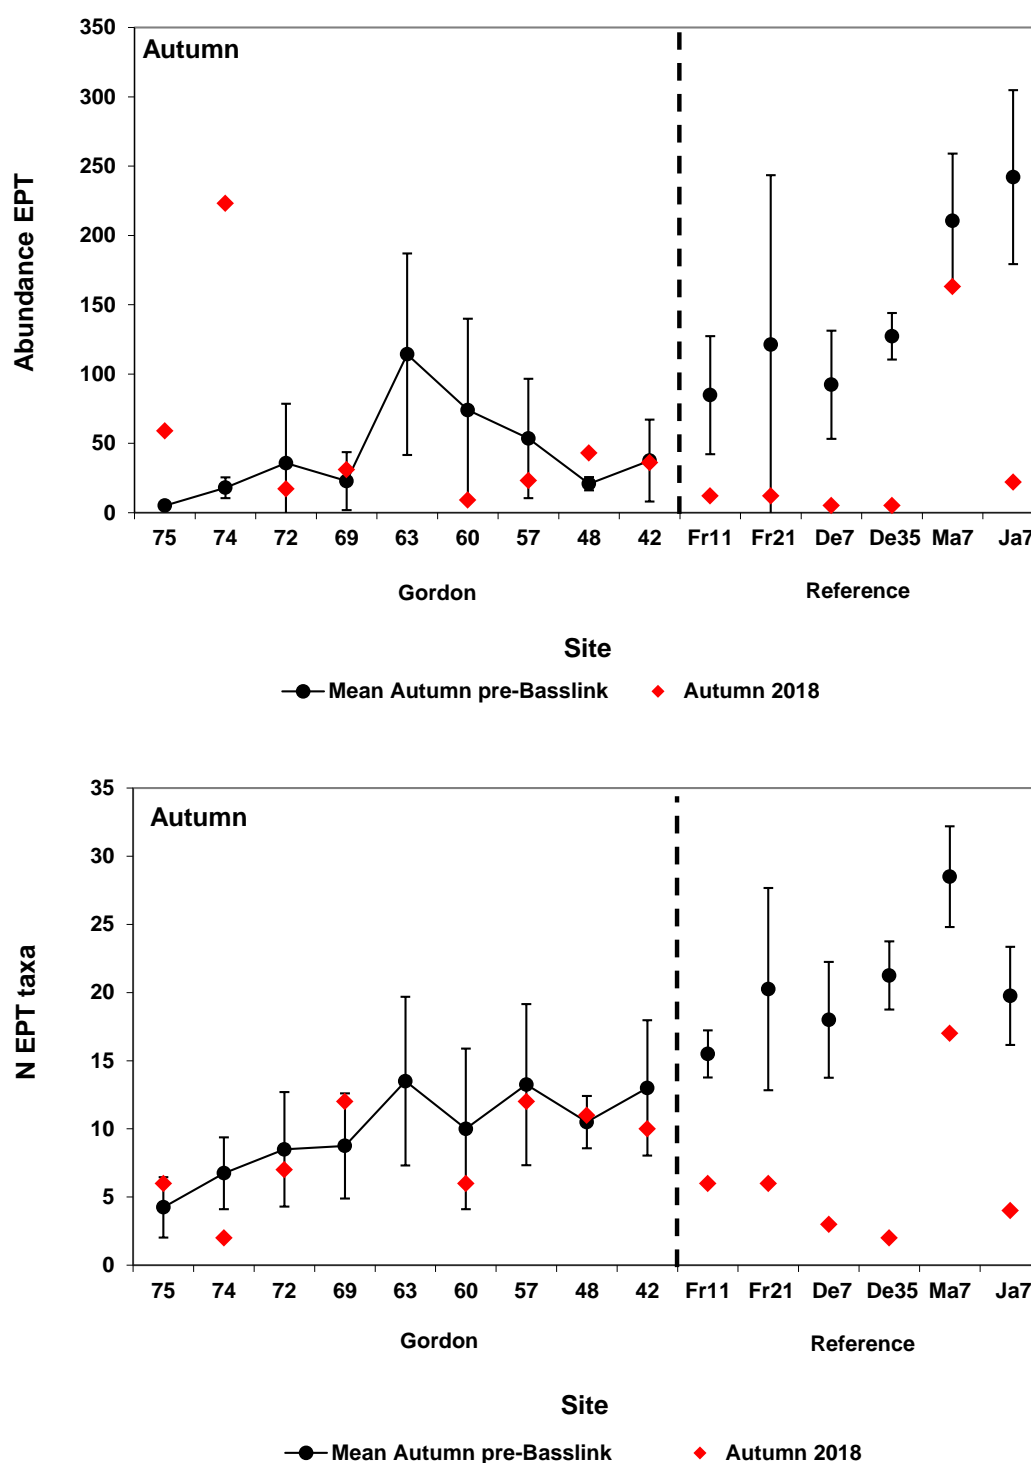 350
Autumn
300
250
200
150
100
50
0
Abundance EPT
75 74 72 69 63 60 57 48 42 Fr11 Fr21 De7 De35 Ma7 Ja7
Gordon Reference
Site
Mean Autumn pre-Basslink Autumn 2018
35
Autumn
30
25
20
15
10
5
0
N EPT taxa
75 74 72 69 63 60 57 48 42 Fr11 Fr21 De7 De35 Ma7 Ja7
Gordon Reference
Site
Mean Autumn pre-Basslink Autumn 2018